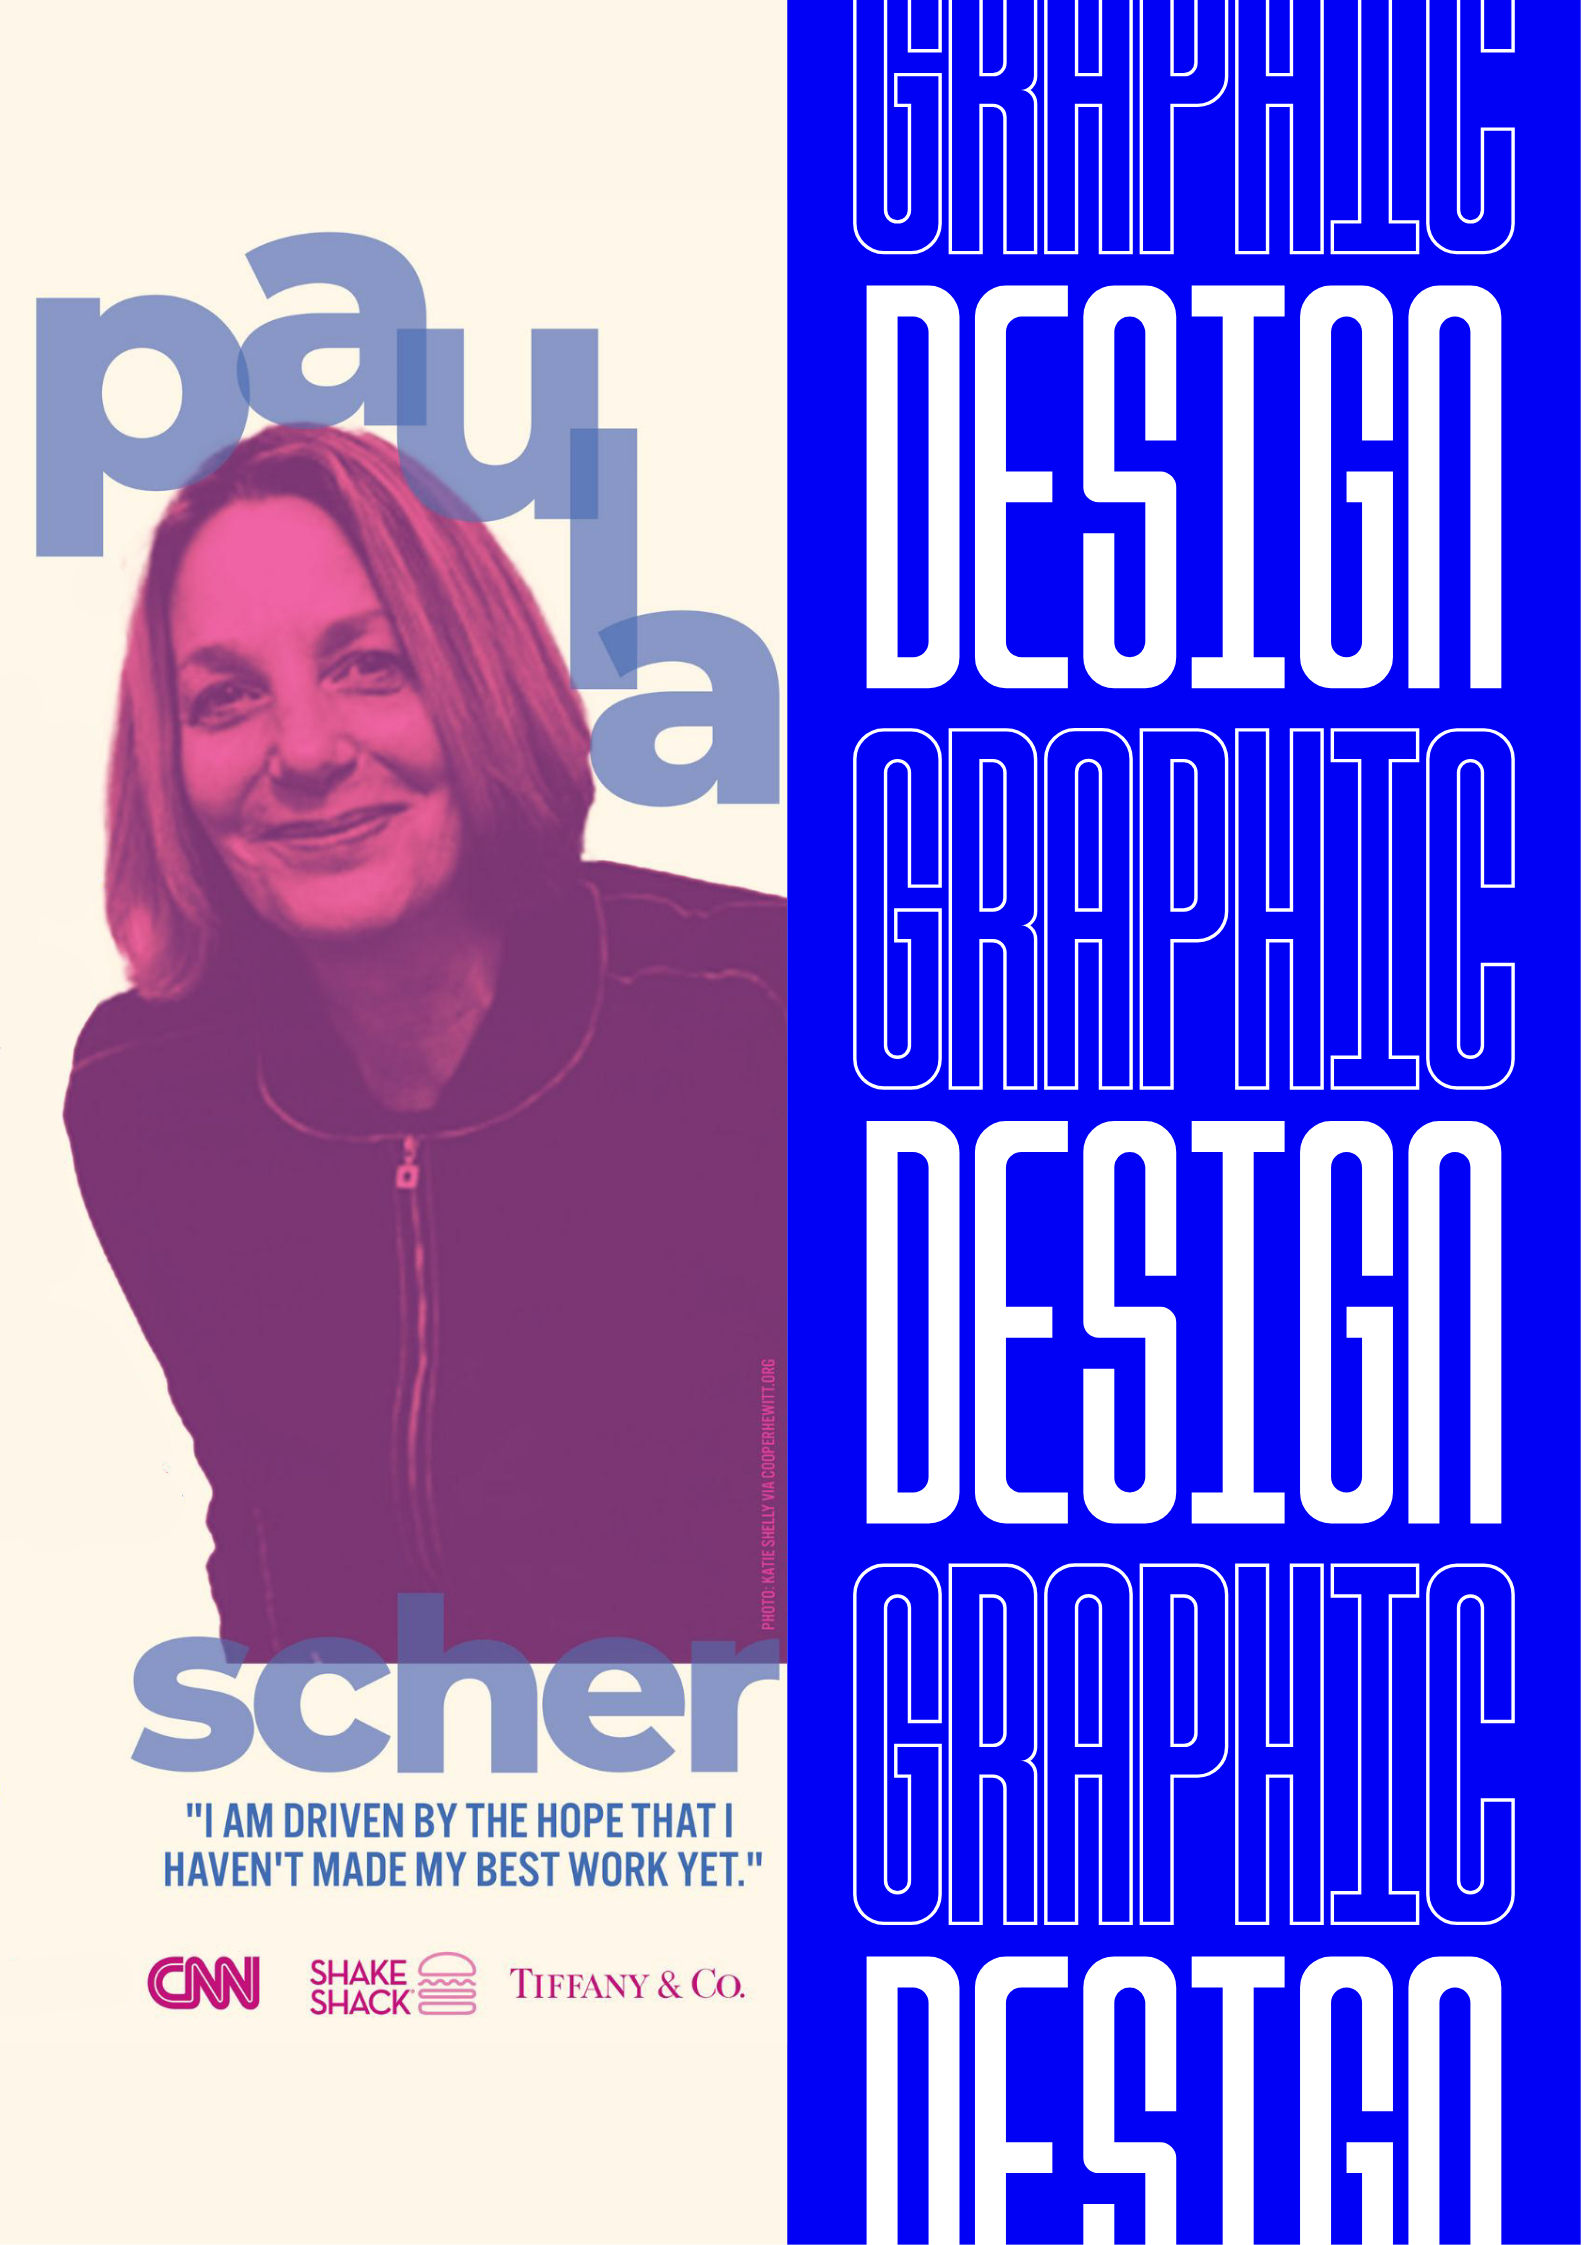 paula
scher
PHOTO: KATIE SHELLY VIA COOPERHEWITT.ORG
"I AM DRIVEN BY THE HOPE THAT I
HAVEN'T MADE MY BEST WORK YET."
CNN
SHAKE
SHACK
TIFFANY & CO.
GRAPHIC
DESIGN
GRAPHIC
DESIGN
GRAPHIC
DESIGN